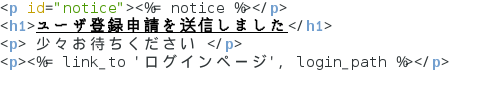 <p id="notice"><%= notice %></p>
<h1>ユーザ登録申請を送信しました</h1>
<p> 少々お待ちください </p>
<p><%= link_to 'ログインページ', login_path %></p>